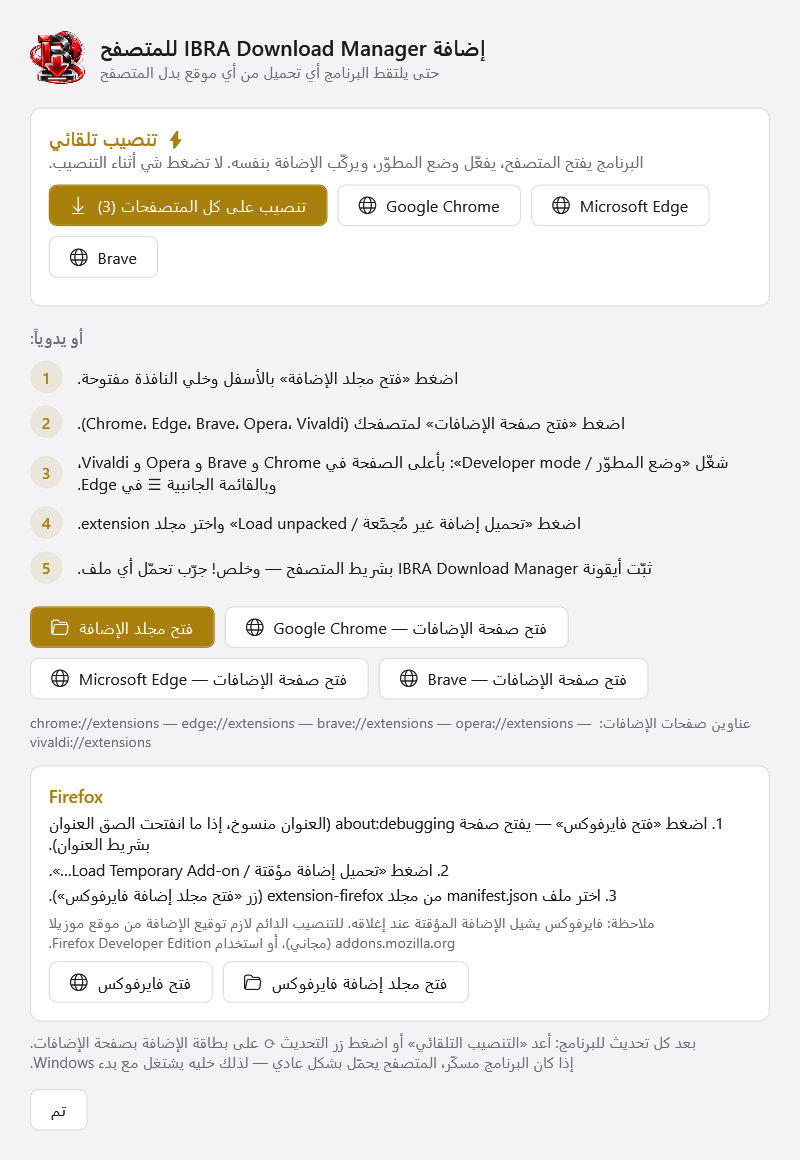 إضافة IBRA Download Manager للمتصفح
حتى يلتقط البرنامج أي تحميل من أي موقع بدل المتصفح
تنصيب تلقائي
البرنامج يفتح المتصفح، يفعّل وضع المطوّر، ويركّب الإضافة بنفسه. لا تضغط شي أثناء التنصيب.
تنصيب على كل المتصفحات (3)
Google Chrome
Microsoft Edge
Brave
أو يدوياً:
1 اضغط «فتح مجلد الإضافة» بالأسفل وخلي النافذة مفتوحة.
2 اضغط «فتح صفحة الإضافات» لمتصفحك (Chrome، Edge، Brave، Opera، Vivaldi).
3 شغّل «وضع المطوّر / Developer mode»: بأعلى الصفحة في Chrome و Brave و Opera و Vivaldi،
وبالقائمة الجانبية ☰ في Edge.
4 اضغط «تحميل إضافة غير مُجمَّعة / Load unpacked» واختر مجلد extension.
5 ثبّت أيقونة IBRA Download Manager بشريط المتصفح — وخلص! جرّب تحمّل أي ملف.
فتح مجلد الإضافة
Google Chrome — فتح صفحة الإضافات
Microsoft Edge — فتح صفحة الإضافات
Brave — فتح صفحة الإضافات
عناوين صفحات الإضافات: chrome://extensions — edge://extensions — brave://extensions — opera://extensions —
vivaldi://extensions
Firefox
1. اضغط «فتح فايرفوكس» — يفتح صفحة about:debugging (العنوان منسوخ، إذا ما انفتحت الصق العنوان
بشريط العنوان).
2. اضغط «تحميل إضافة مؤقتة / Load Temporary Add-on…».
3. اختر ملف manifest.json من مجلد extension-firefox (زر «فتح مجلد إضافة فايرفوكس»).
ملاحظة: فايرفوكس يشيل الإضافة المؤقتة عند إغلاقه. للتنصيب الدائم لازم توقيع الإضافة من موقع موزيلا
addons.mozilla.org (مجاني)، أو استخدام Firefox Developer Edition.
فتح فايرفوكس
فتح مجلد إضافة فايرفوكس
بعد كل تحديث للبرنامج: أعد «التنصيب التلقائي» أو اضغط زر التحديث ⟳ على بطاقة الإضافة بصفحة الإضافات.
إذا كان البرنامج مسكّر، المتصفح يحمّل بشكل عادي — لذلك خليه يشتغل مع بدء Windows.
تم